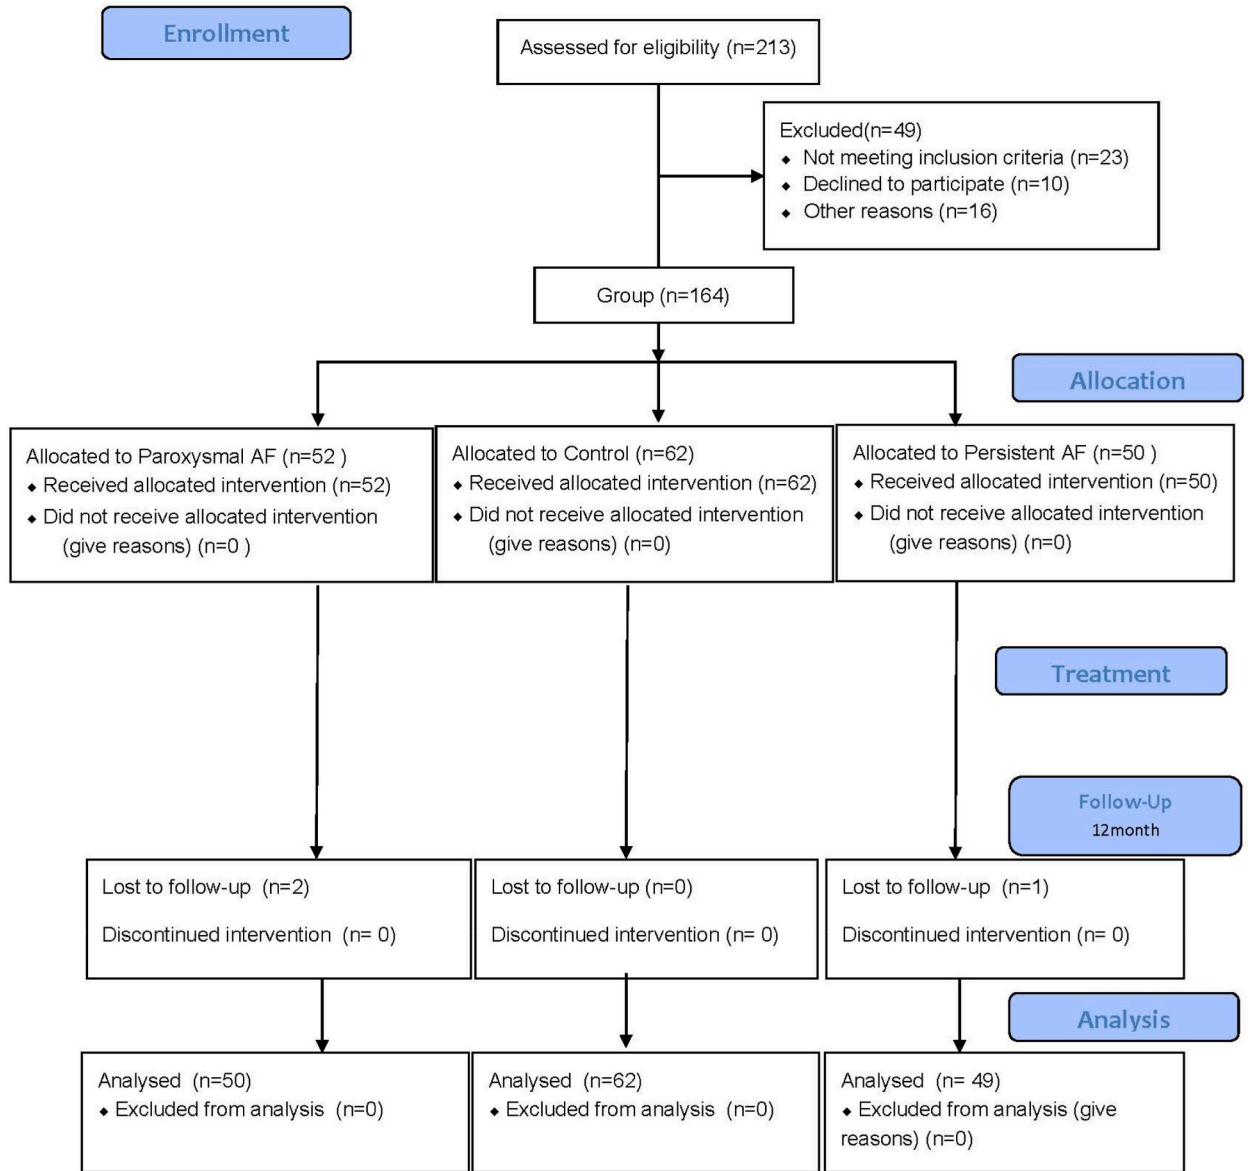 Enrollment
Assessed for eligibility (n=213)
Excluded(n=49)
♦ Not meeting inclusion criteria (n=23)
♦ Declined to participate (n=10)
♦ Other reasons (n=16)
Group (n=164)
Allocation
Allocated to Paroxysmal AF (n=52 )
♦ Received allocated intervention (n=52)
♦ Did not receive allocated intervention
(give reasons) (n=0 )
Allocated to Control (n=62)
♦ Received allocated intervention (n=62)
♦ Did not receive allocated intervention
(give reasons) (n=0)
Allocated to Persistent AF (n=50 )
♦ Received allocated intervention (n=50)
♦ Did not receive allocated intervention
(give reasons) (n=0)
Treatment
Follow-Up
12month
Lost to follow-up (n=2)
Discontinued intervention (n= 0)
Lost to follow-up (n=0)
Discontinued intervention (n= 0)
Lost to follow-up (n=1)
Discontinued intervention (n= 0)
Analysis
Analysed (n=50)
♦ Excluded from analysis (n=0)
Analysed (n=62)
♦ Excluded from analysis (n=0)
Analysed (n= 49)
♦ Excluded from analysis (give
reasons) (n=0)